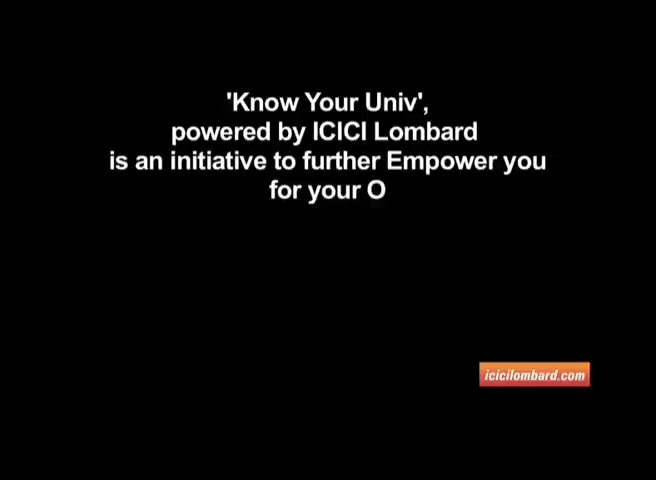 'Know Your Univ',
powered by ICICI Lombard
is an initiative to further Empower you
for your O
icicilombard.com